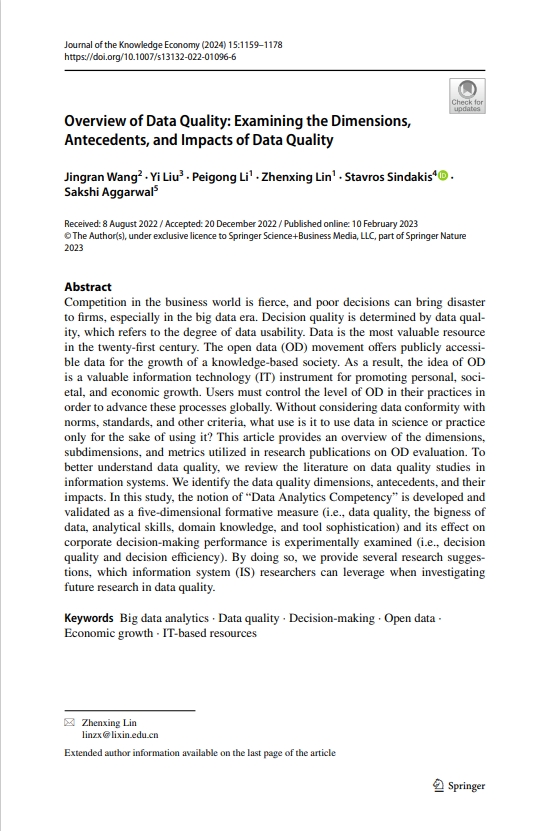 Journal of the Knowledge Economy (2024) 15:1159–1178
https://doi.org/10.1007/s13132-022-01096-6
Check for
updates
Overview of Data Quality: Examining the Dimensions,
Antecedents, and Impacts of Data Quality
Jingran Wang2 · Yi Liu3 · Peigong Li1 · Zhenxing Lin1 · Stavros Sindakis4 iD ·
Sakshi Aggarwal5
Received: 8 August 2022 / Accepted: 20 December 2022 / Published online: 10 February 2023
© The Author(s), under exclusive licence to Springer Science+Business Media, LLC, part of Springer Nature
2023
Abstract
Competition in the business world is fierce, and poor decisions can bring disaster
to firms, especially in the big data era. Decision quality is determined by data qual-
ity, which refers to the degree of data usability. Data is the most valuable resource
in the twenty-first century. The open data (OD) movement offers publicly accessi-
ble data for the growth of a knowledge-based society. As a result, the idea of OD
is a valuable information technology (IT) instrument for promoting personal, soci-
etal, and economic growth. Users must control the level of OD in their practices in
order to advance these processes globally. Without considering data conformity with
norms, standards, and other criteria, what use is it to use data in science or practice
only for the sake of using it? This article provides an overview of the dimensions,
subdimensions, and metrics utilized in research publications on OD evaluation. To
better understand data quality, we review the literature on data quality studies in
information systems. We identify the data quality dimensions, antecedents, and their
impacts. In this study, the notion of “Data Analytics Competency” is developed and
validated as a five-dimensional formative measure (i.e., data quality, the bigness of
data, analytical skills, domain knowledge, and tool sophistication) and its effect on
corporate decision-making performance is experimentally examined (i.e., decision
quality and decision efficiency). By doing so, we provide several research sugges-
tions, which information system (IS) researchers can leverage when investigating
future research in data quality.
Keywords Big data analytics · Data quality · Decision-making · Open data ·
Economic growth · IT-based resources
Zhenxing Lin
linzx@lixin.edu.cn
Extended author information available on the last page of the article
Springer